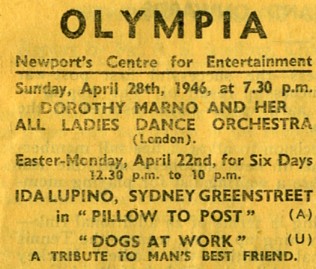 OLYMPIA
Newport's Centre for Entertainment
Sunday, April 28th, 1946, at 7.30 p.m.
DOROTHY MARNO AND HER
ALL LADIES DANCE ORCHESTRA
(London).
Easter-Monday, April 22nd, for Six Days
12.30 p.m. to 10 p.m.
IDA LUPINO, SYDNEY GREENSTREET
in "PILLOW TO POST" (A)
"DOGS AT WORK" (U)
A TRIBUTE TO MAN'S BEST FRIEND.